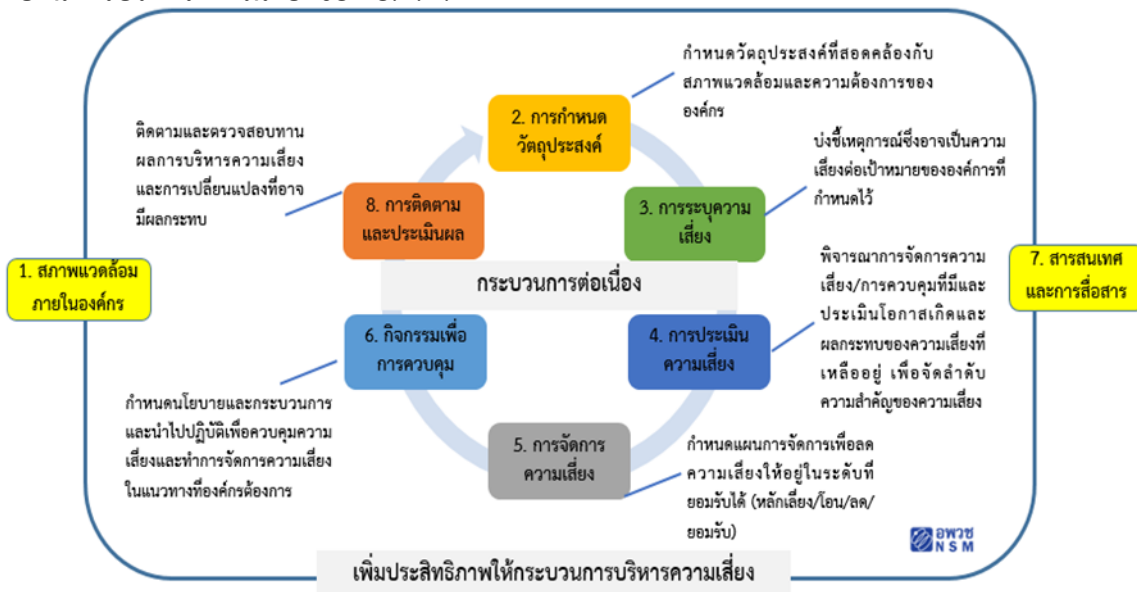 กำหนดวัตถุประสงค์ที่สอดคล้องกับ
สภาพแวดล้อมและความต้องการของ
องค์กร
2. การกำหนด
วัตถุประสงค์
ติดตามและตรวจสอบทาน
ผลการบริหารความเสี่ยง
และการเปลี่ยนแปลงที่อาจ
มีผลกระทบ
บ่งชี้เหตุการณ์ซึ่งอาจเป็นความ
เสี่ยงต่อเป้าหมายขององค์การที่
กำหนดไว้
8. การติดตาม
และประเมินผล
3. การระบุความ
เสี่ยง
1. สภาพแวดล้อม
ภายในองค์กร
กระบวนการต่อเนื่อง
7. สารสนเทศ
และการสื่อสาร
พิจารณาการจัดการความ
เสี่ยง/การควบคุมที่มีและ
ประเมินโอกาสเกิดและ
ผลกระทบของความเสี่ยงที่
เหลืออยู่ เพื่อจัดลำดับ
ความสำคัญของความเสี่ยง
6. กิจกรรมเพื่อ
การควบคุม
4. การประเมิน
ความเสี่ยง
กำหนดนโยบายและกระบวนการ
และนำไปปฏิบัติเพื่อควบคุมความ
เสี่ยงและทำการจัดการความเสี่ยง
ในแนวทางที่องค์กรต้องการ
5. การจัดการ
ความเสี่ยง
กำหนดแผนการจัดการเพื่อลด
ความเสี่ยงให้อยู่ในระดับที่
ยอมรับได้ (หลีกเลี่ยง/โอน/ลด/
ยอมรับ)
อพวช
NSM
เพิ่มประสิทธิภาพให้กระบวนการบริหารความเสี่ยง